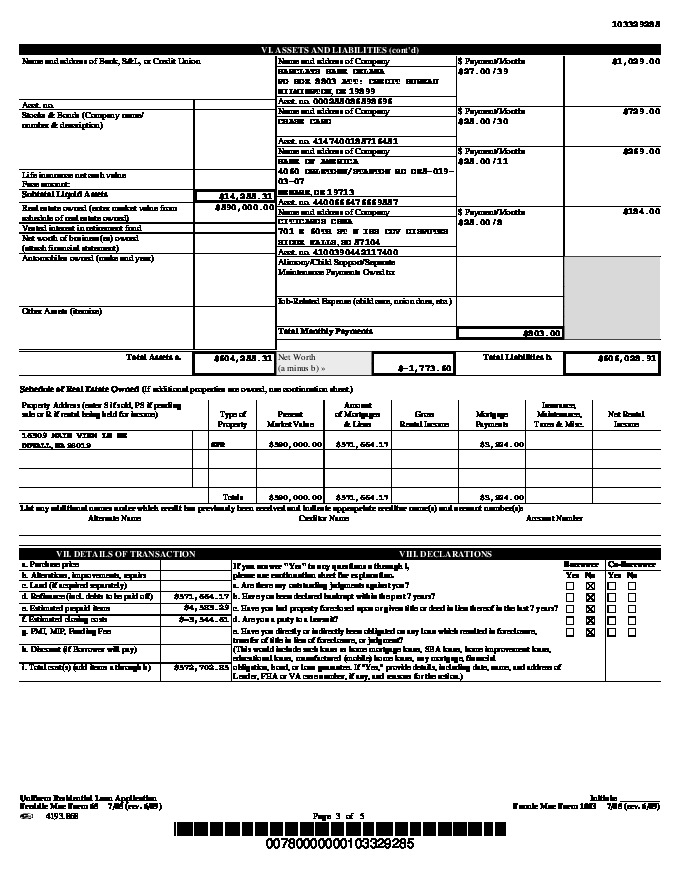 103329285
VI. ASSETS AND LIABILITIES (cont'd)
Name and address of Bank, S&L, or Credit Union
Acct. no.
Stocks & Bonds (Company name/
number & description)
Life insurance net cash value
Face amount:
Subtotal Liquid Assets $14,288.31
Real estate owned (enter market value from $590,000.00
schedule of real estate owned)
Vested interest in retirement fund
Net worth of business(es) owned
(attach financial statement)
Automobiles owned (make and year)
Other Assets (itemize)
Total Assets a. $604,288.31
Name and address of Company $ Payment/Months $1,029.00
BARCLAYS BANK DELAWA $27.00/39
PO BOX 8803 ATT: CREDIT BUREAU
WILMINGTON, DE 19899
Acct. no. 000288086898696
Name and address of Company $ Payment/Months $729.00
CHASE CARD $25.00/30
Acct. no. 4147400188716481
Name and address of Company $ Payment/Months $269.00
BANK OF AMERICA $25.00/11
4060 OGLETOWN/STANTON RD DE5-019-
03-07
NEWARK, DE 19713
Acct. no. 4400666476669887
Name and address of Company $ Payment/Months $184.00
CITICARDS CBNA $25.00/8
701 E 60TH ST N IBS CDV DISPUTES
SIOUX FALLS, SD 57104
Acct. no. 4100390442117400
Alimony/Child Support/Separate
Maintenance Payments Owed to:
Job-Related Expense (child care, union dues, etc.)
Total Monthly Payments $803.00
Net Worth
(a minus b) » $-1,773.60
Total Liabilities b. $606,028.91
Schedule of Real Estate Owned (If additional properties are owned, use continuation sheet.)
Property Address (enter S if sold, PS if pending
sale or R if rental being held for income)
Type of
Property
Present
Market Value
Amount
of Mortgages
& Liens
Gross
Rental Income
Mortgage
Payments
Insurance,
Maintenance,
Taxes & Misc.
Net Rental
Income
16309 MAIN VIEW LN NE
DUVALL, WA 98019 SFR $590,000.00 $571,664.17 $3,224.00
Totals $590,000.00 $571,664.17 $3,224.00
List any additional names under which credit has previously been received and indicate appropriate creditor name(s) and account number(s):
Alternate Name Creditor Name Account Number
VII. DETAILS OF TRANSACTION
a. Purchase price
b. Alterations, improvements, repairs
c. Land (if acquired separately)
d. Refinance (incl. debts to be paid off) $571,664.17
e. Estimated prepaid items $4,583.29
f. Estimated closing costs $-3,544.61
g. PMI, MIP, Funding Fee
h. Discount (if Borrower will pay)
i. Total cost(s) (add items a through h) $572,702.85
VIII. DECLARATIONS
If you answer "Yes" to any questions a through i,
please use continuation sheet for explanation.
Borrower Co-Borrower
Yes No Yes No
a. Are there any outstanding judgments against you?
b. Have you been declared bankrupt within the past 7 years?
c. Have you had property foreclosed upon or given title or deed in lieu thereof in the last 7 years?
d. Are you a party to a lawsuit?
e. Have you directly or indirectly been obligated on any loan which resulted in foreclosure,
transfer of title in lieu of foreclosure, or judgment?
(This would include such loans as home mortgage loans, SBA loans, home improvement loans,
educational loans, manufactured (mobile) home loans, any mortgage, financial
obligation, bond, or loan guarantee. If "Yes," provide details, including date, name, and address of
Lender, FHA or VA case number, if any, and reasons for the action.)
Uniform Residential Loan Application
Freddie Mac Form 65 7/05 (rev. 6/09)
4193.868
Page 3 of 5
Initials:
Fannie Mae Form 1003 7/05 (rev. 6/09)
00780000000103329285